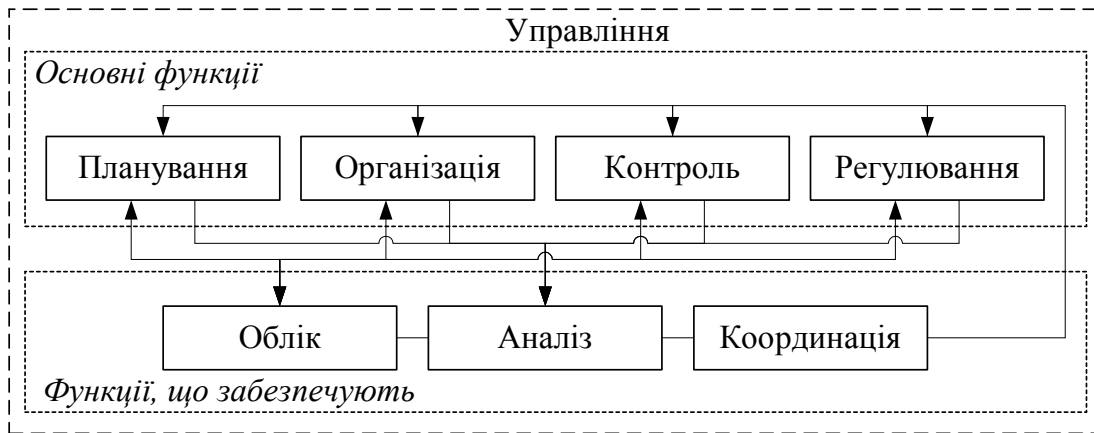 Управління
Основні функції
Планування
Організація
Контроль
Регулювання
Облік
Аналіз
Координація
Функції, що забезпечують